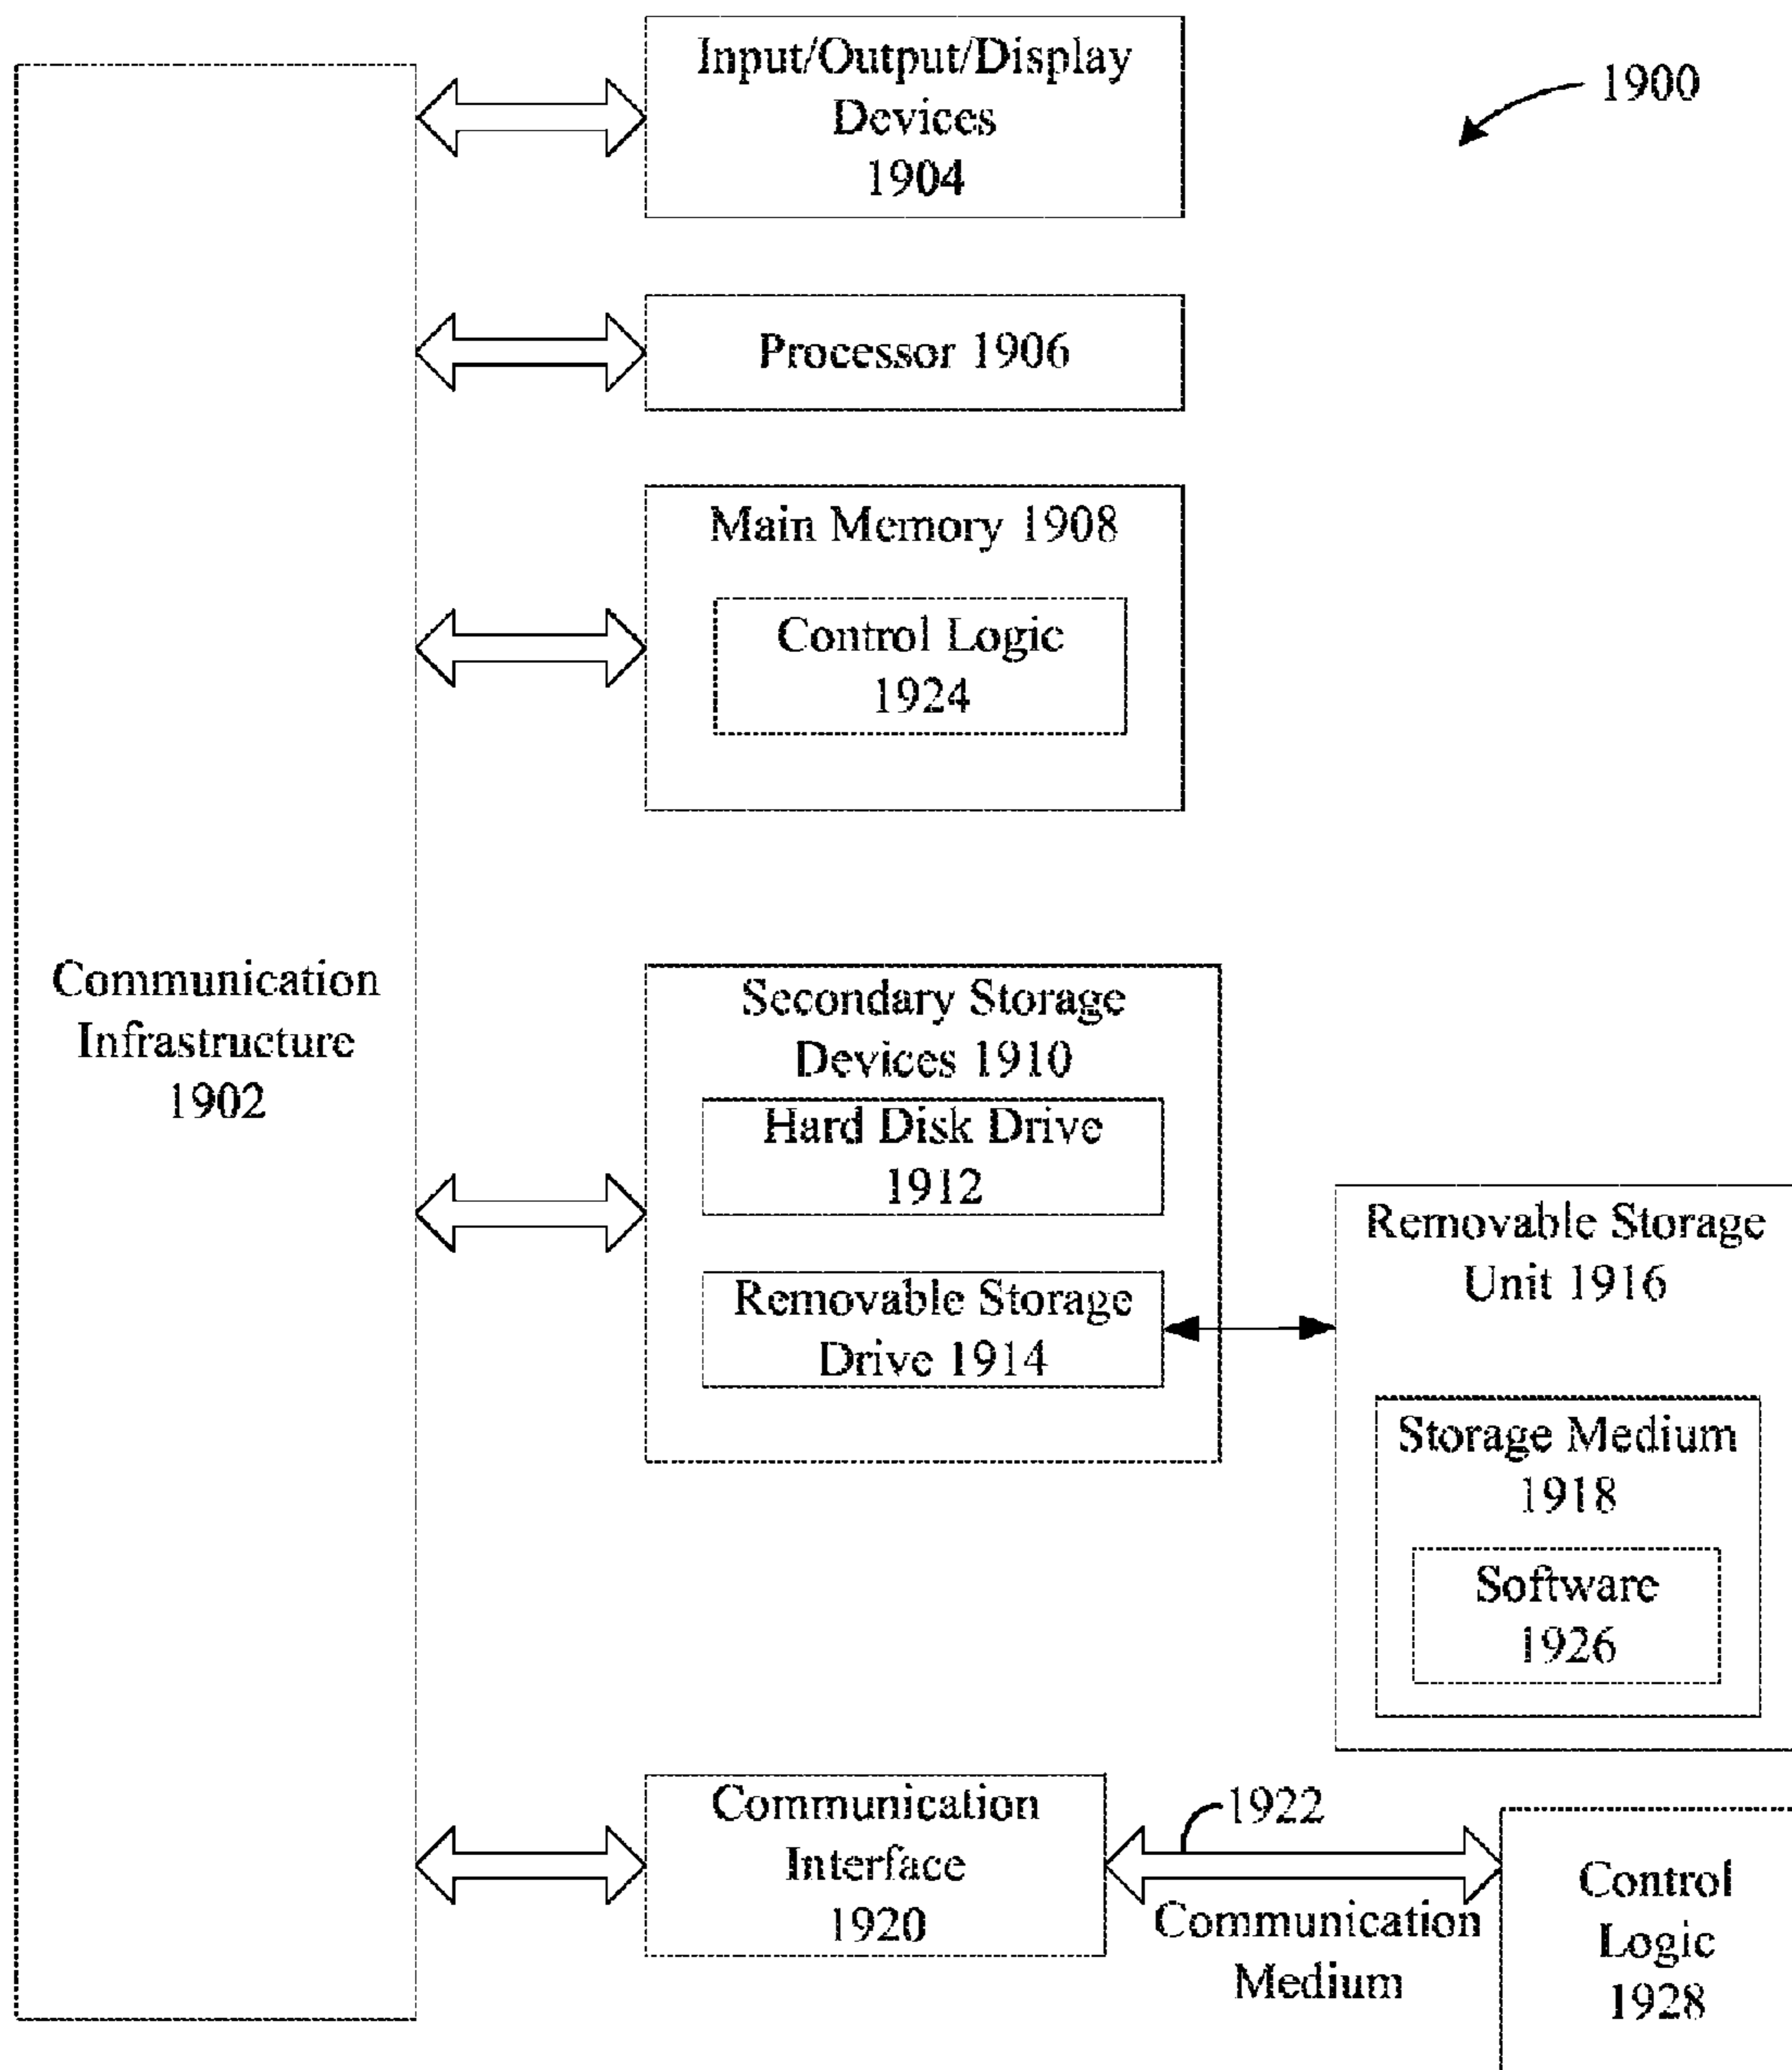 Input/Output/Display
Devices
1904
1900
Processor 1906
Main Memory 1908
Control Logic
1924
Communication
Infrastructure
1902
Secondary Storage
Devices 1910
Hard Disk Drive
1912
Removable Storage
Drive 1914
Removable Storage
Unit 1916
Storage Medium
1918
Software
1926
Communication
Interface
1920
1922
Communication
Medium
Control
Logic
1928